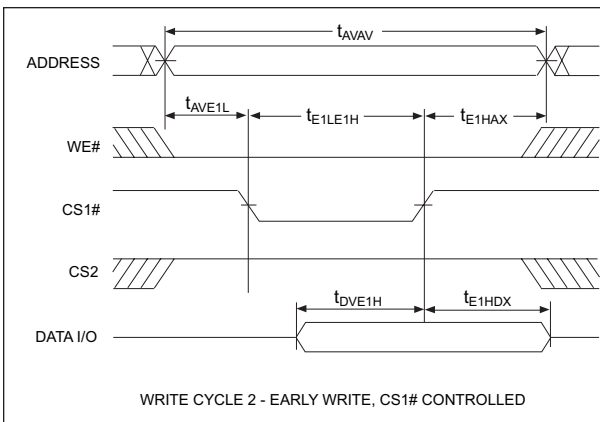 tAVAV
ADDRESS
tAVE1L tE1LE1H tE1HAX
WE#
CS1#
CS2
tDVE1H tE1HDX
DATA I/O
WRITE CYCLE 2 - EARLY WRITE, CS1# CONTROLLED